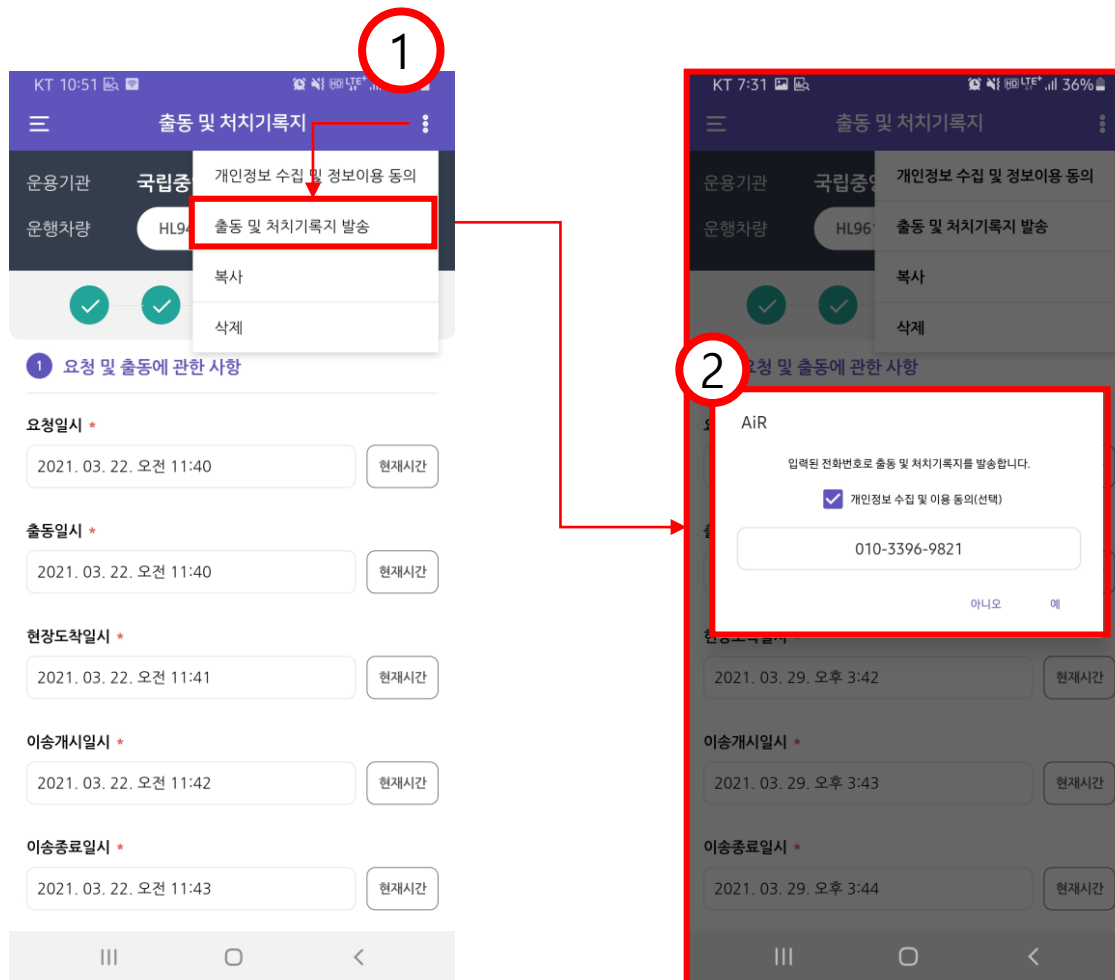 1
KT 10:51
출동 및 처치기록지
운용기관 국립중
운행차량 HL94
개인정보 수집 및 정보이용 동의
출동 및 처치기록지 발송
복사
삭제
1 요청 및 출동에 관한 사항
요청일시 *
2021. 03. 22. 오전 11:40 현재시간
출동일시 *
2021. 03. 22. 오전 11:40 현재시간
현장도착일시 *
2021. 03. 22. 오전 11:41 현재시간
이송개시일시 *
2021. 03. 22. 오전 11:42 현재시간
이송종료일시 *
2021. 03. 22. 오전 11:43 현재시간
KT 7:31 36%
출동 및 처치기록지
운용기관 국립중
운행차량 HL961
개인정보 수집 및 정보이용 동의
출동 및 처치기록지 발송
복사
삭제
2
요청 및 출동에 관한 사항
AiR
입력된 전화번호로 출동 및 처치기록지를 발송합니다.
개인정보 수집 및 이용 동의(선택)
010-3396-9821
아니오 예
2021. 03. 29. 오후 3:42 현재시간
이송개시일시 *
2021. 03. 29. 오후 3:43 현재시간
이송종료일시 *
2021. 03. 29. 오후 3:44 현재시간